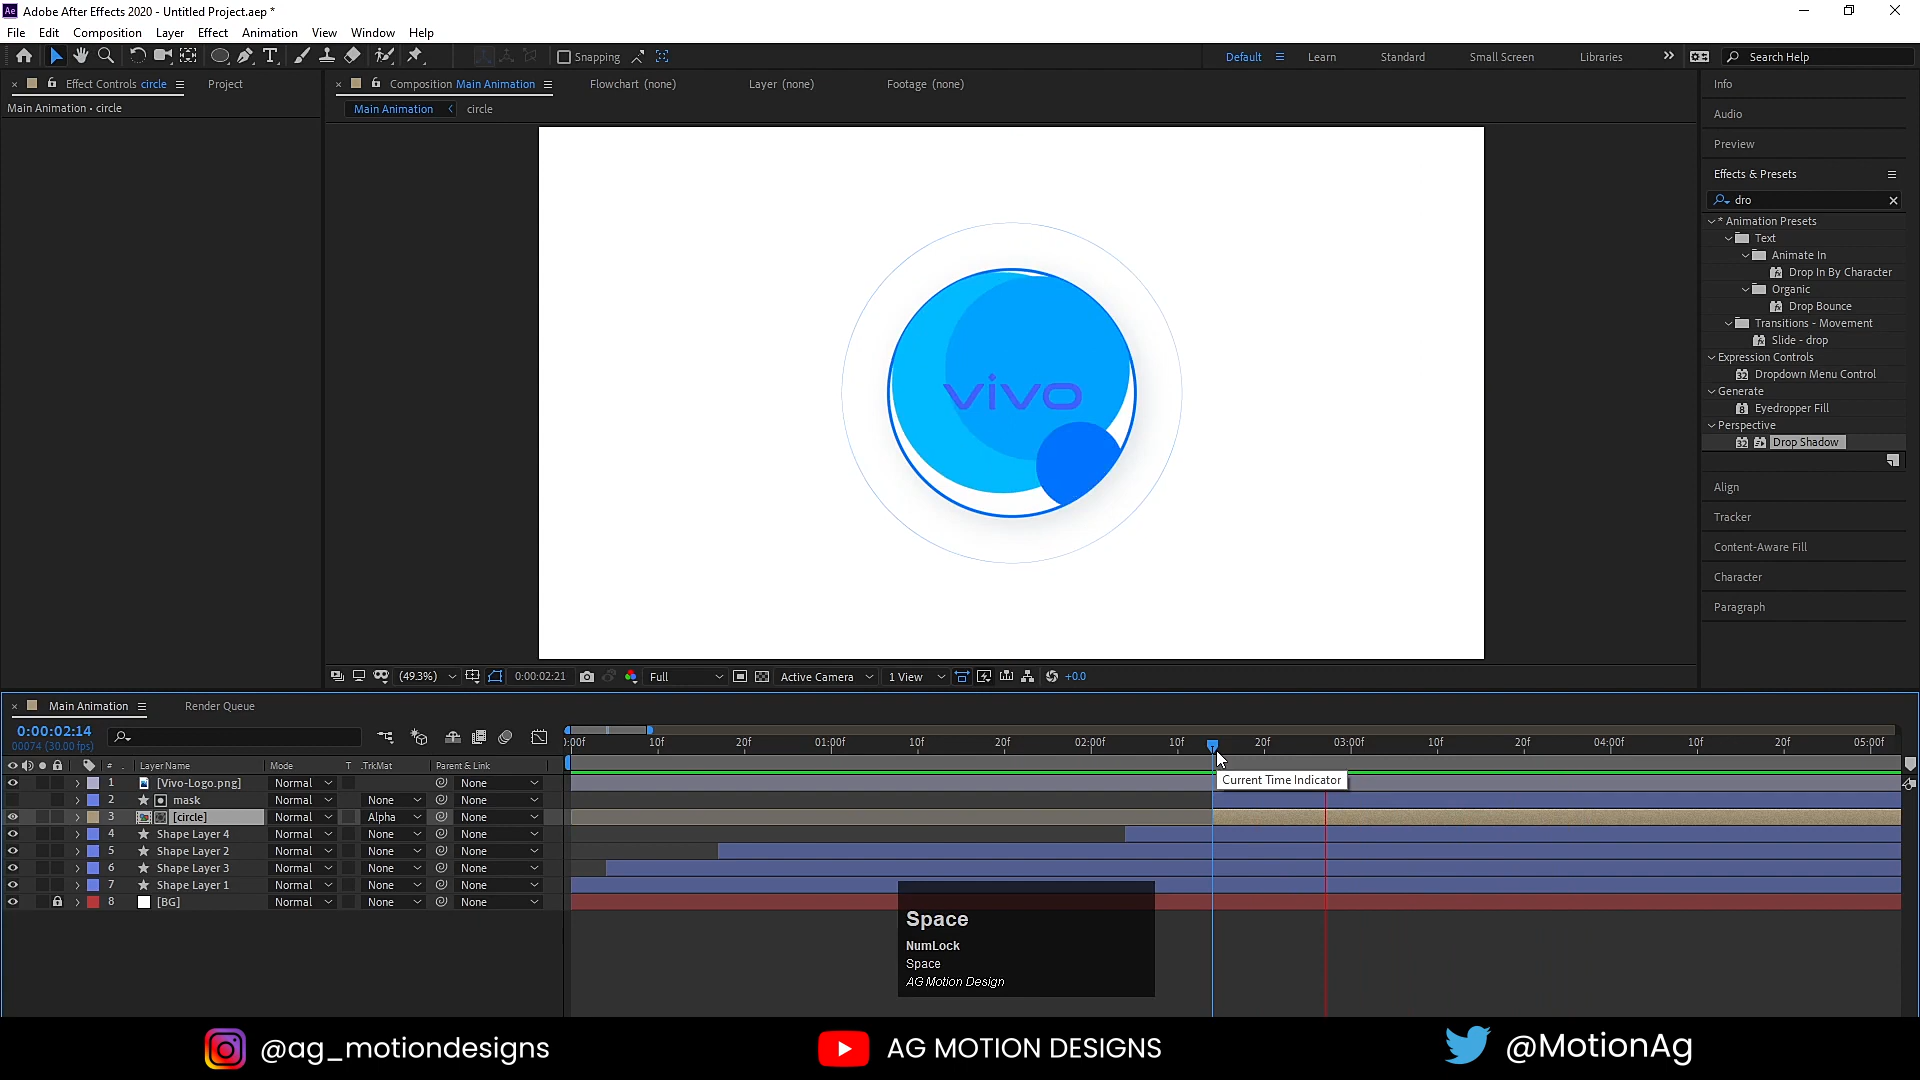 Ae Adobe After Effects 2020 - Untitled Project.aep *
File Edit Composition Layer Effect Animation View Window Help
Snapping Default Learn Standard Small Screen Libraries Search Help
Effect Controls circle Project
Main Animation • circle
Composition Main Animation Flowchart (none) Layer (none) Footage (none)
Main Animation circle
vivo
(49.3%) 0:00:02:21 Full Active Camera 1 View +0.0
Info
Audio
Preview
Effects & Presets
dro
* Animation Presets
Text
Animate In
Drop In By Character
Organic
Drop Bounce
Transitions - Movement
Slide - drop
Expression Controls
Dropdown Menu Control
Generate
Eyedropper Fill
Perspective
Drop Shadow
Align
Tracker
Content-Aware Fill
Character
Paragraph
Main Animation Render Queue
0:00:02:14
00074 (30.00 fps)
):00f 10f 20f 01:00f 10f 20f 02:00f 10f 20f 03:00f 10f 20f 04:00f 10f 20f 05:00f
# Layer Name Mode T .TrkMat Parent & Link
Current Time Indicator
1 [Vivo-Logo.png] Normal None
2 mask Normal None None
3 [circle] Normal Alpha None
4 Shape Layer 4 Normal None None
5 Shape Layer 2 Normal None None
6 Shape Layer 3 Normal None None
7 Shape Layer 1 Normal None None
8 [BG] Normal None None
Space
NumLock
Space
AG Motion Design
@ag_motiondesigns AG MOTION DESIGNS @MotionAg